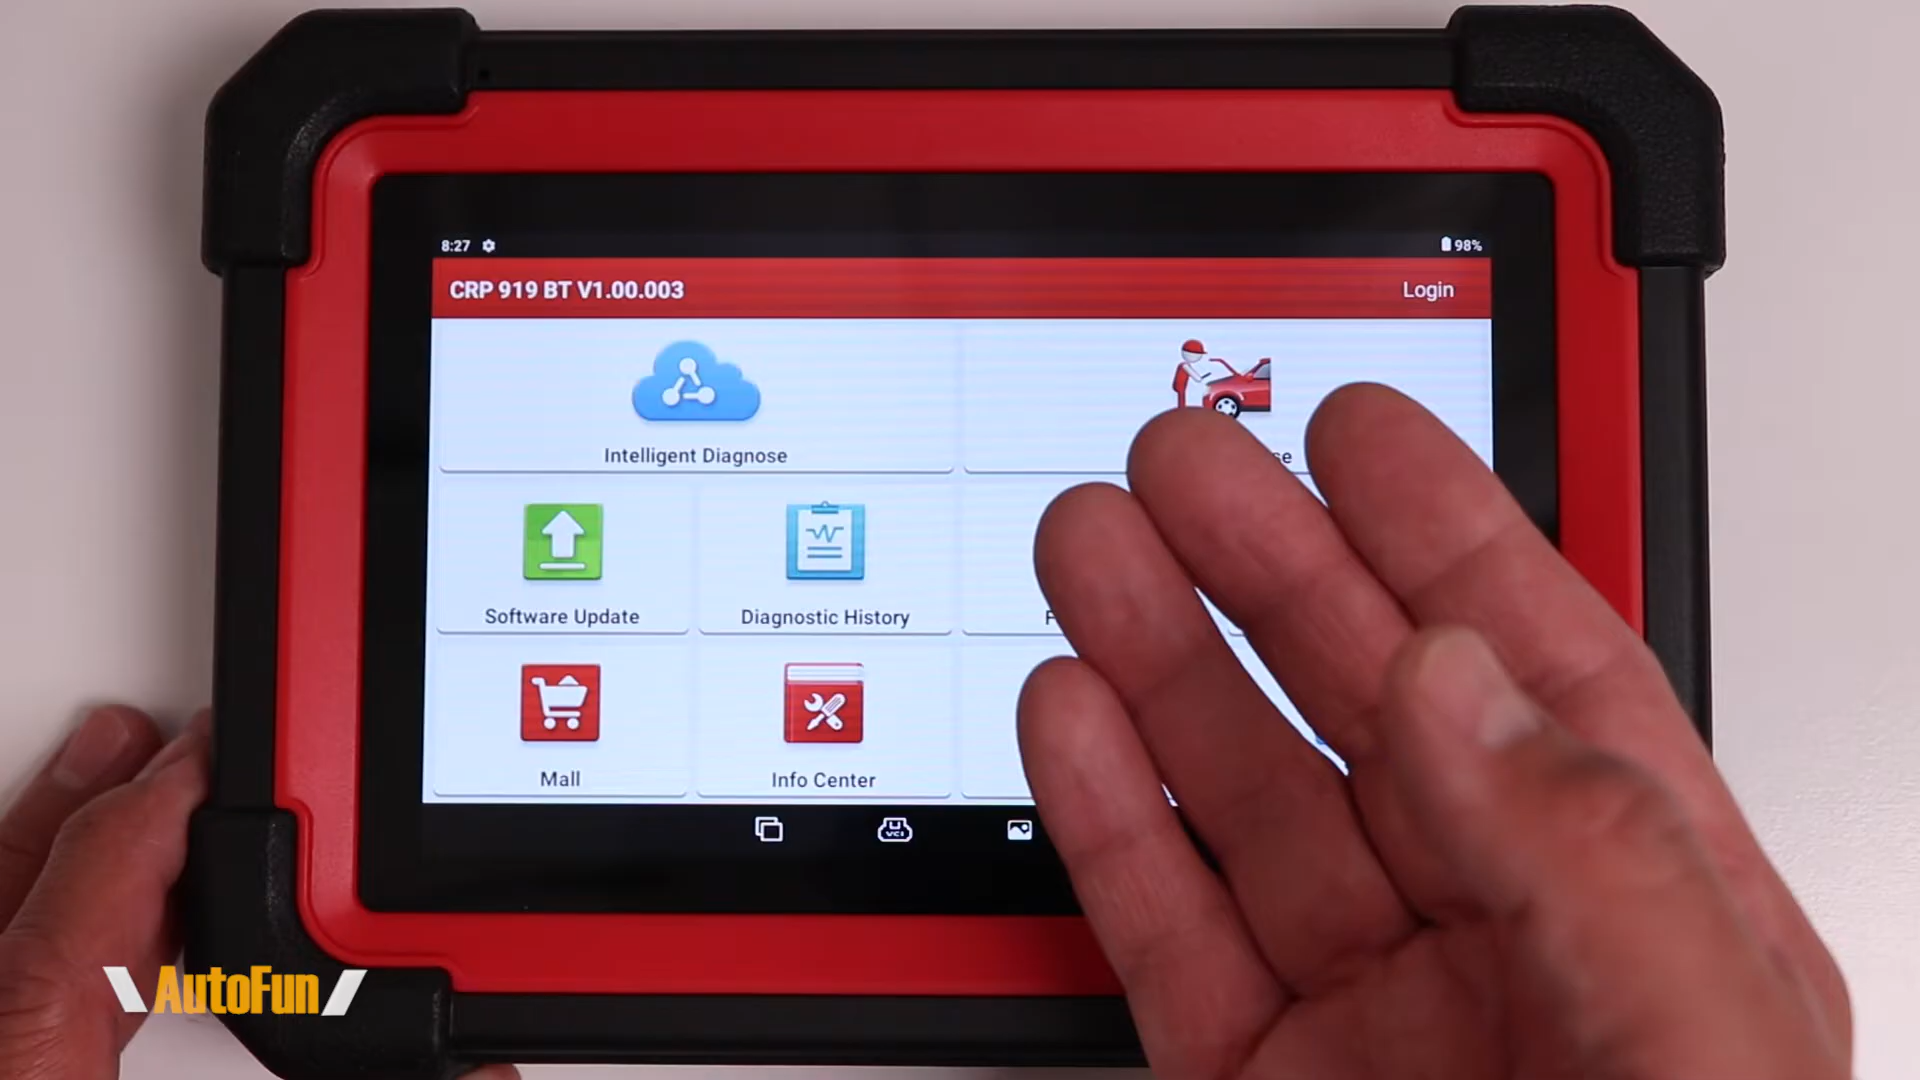 8:27
98%
CRP 919 BT V1.00.003
Login
Intelligent Diagnose
Software Update
Diagnostic History
Mall
Info Center
VCI
AutoFun